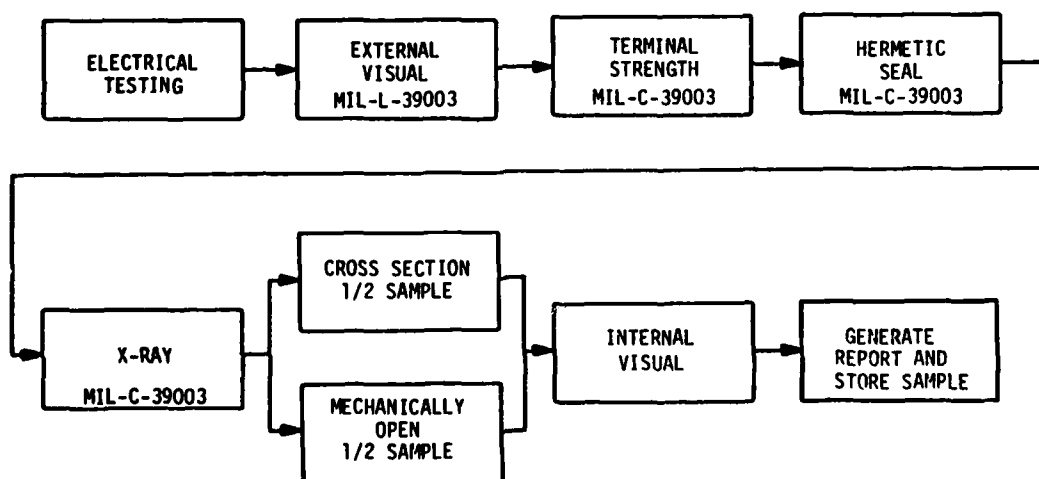 ELECTRICAL
TESTING
EXTERNAL
VISUAL
MIL-L-39003
TERMINAL
STRENGTH
MIL-C-39003
HERMETIC
SEAL
MIL-C-39003
X-RAY
MIL-C-39003
CROSS SECTION
1/2 SAMPLE
MECHANICALLY
OPEN
1/2 SAMPLE
INTERNAL
VISUAL
GENERATE
REPORT AND
STORE SAMPLE